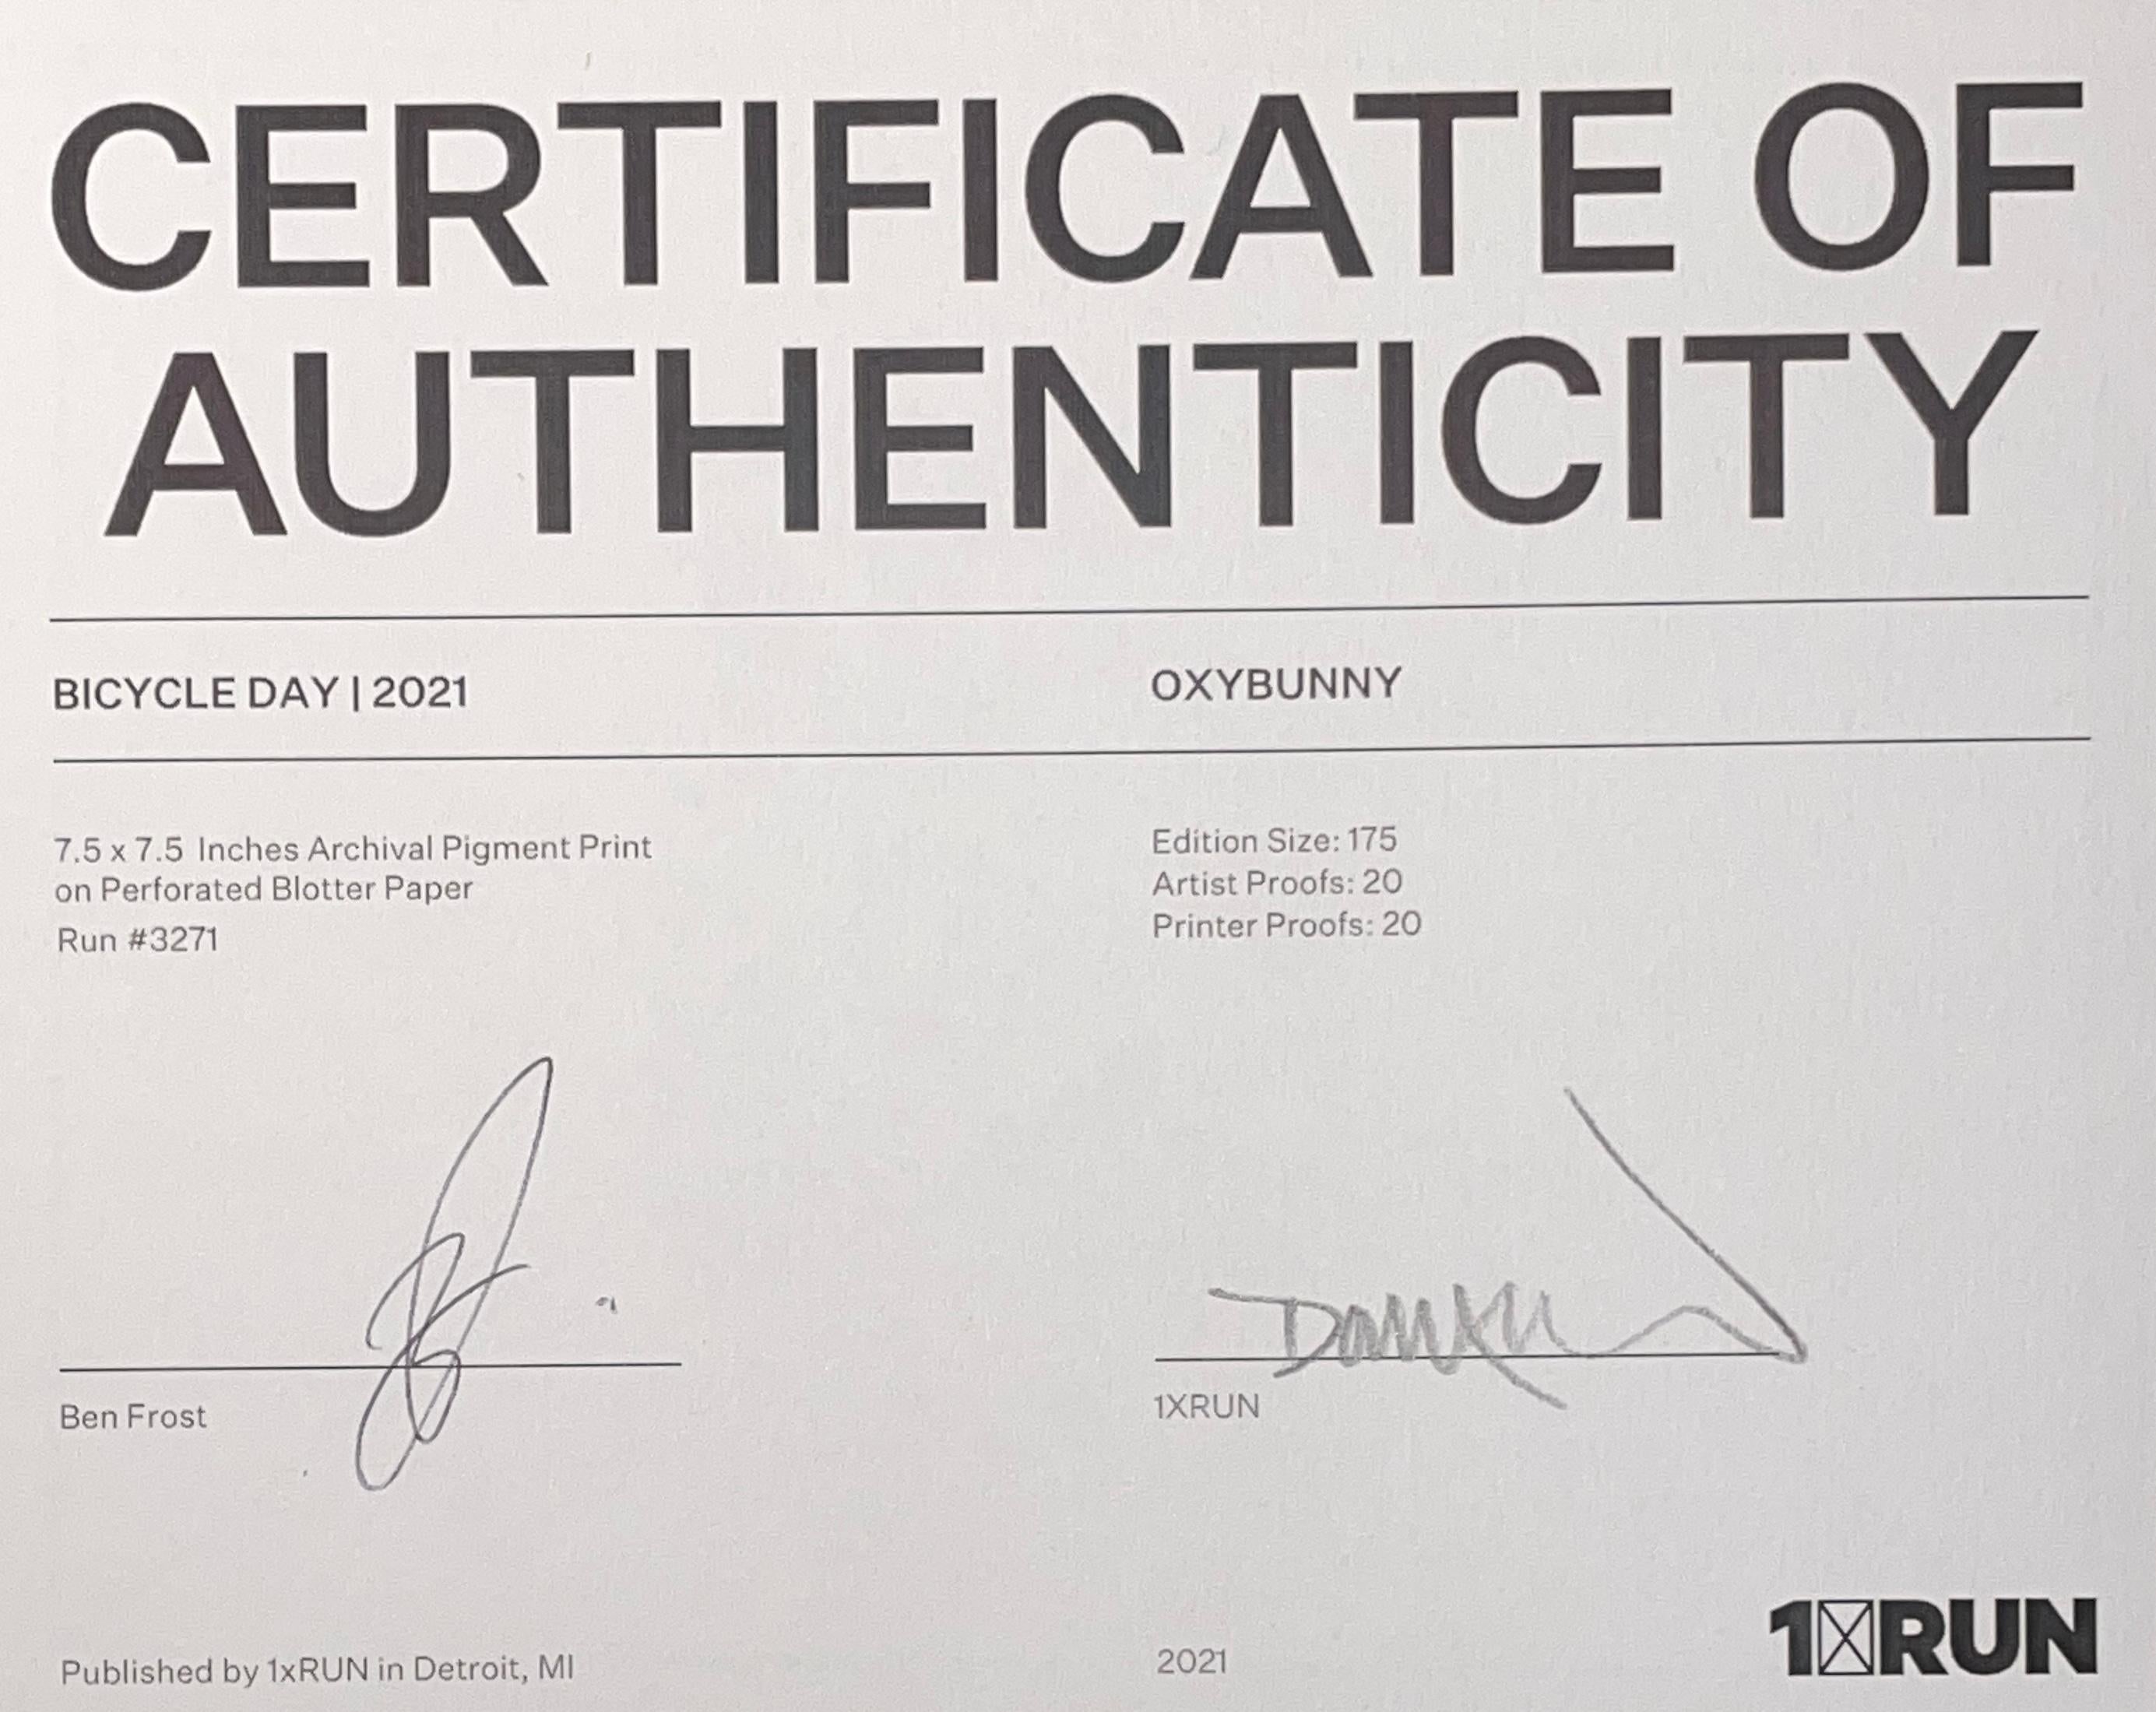 CERTIFICATE OF
AUTHENTICITY
BICYCLE DAY | 2021
OXYBUNNY
7.5 x 7.5 Inches Archival Pigment Print
on Perforated Blotter Paper
Run #3271
Edition Size: 175
Artist Proofs: 20
Printer Proofs: 20
Ben Frost
1XRUN
Published by 1xRUN in Detroit, MI
2021
1XRUN